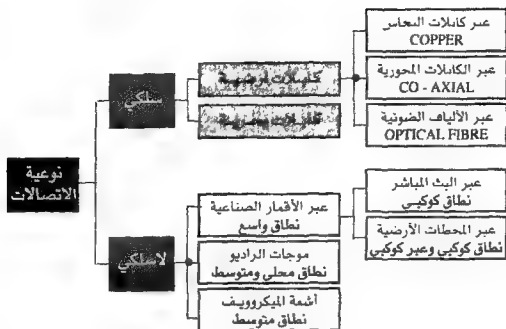 نوعية
الاتصالات
سلكي
كابلات أرضية
كابلات
عبر كابلات النحاس
COPPER
عبر الكابلات المحورية
CO - AXIAL
عبر الألياف الضوئية
OPTICAL FIBRE
لاسلكي
عبر الأقمار الصناعية
نطاق واسع
موجات الراديو
نطاق محلي ومتوسط
أشعة الميكروويف
نطاق متوسط
عبر البث المباشر
نطاق كوكبي
عبر المحطات الأرضية
نطاق كوكبي وعبر كوكبي